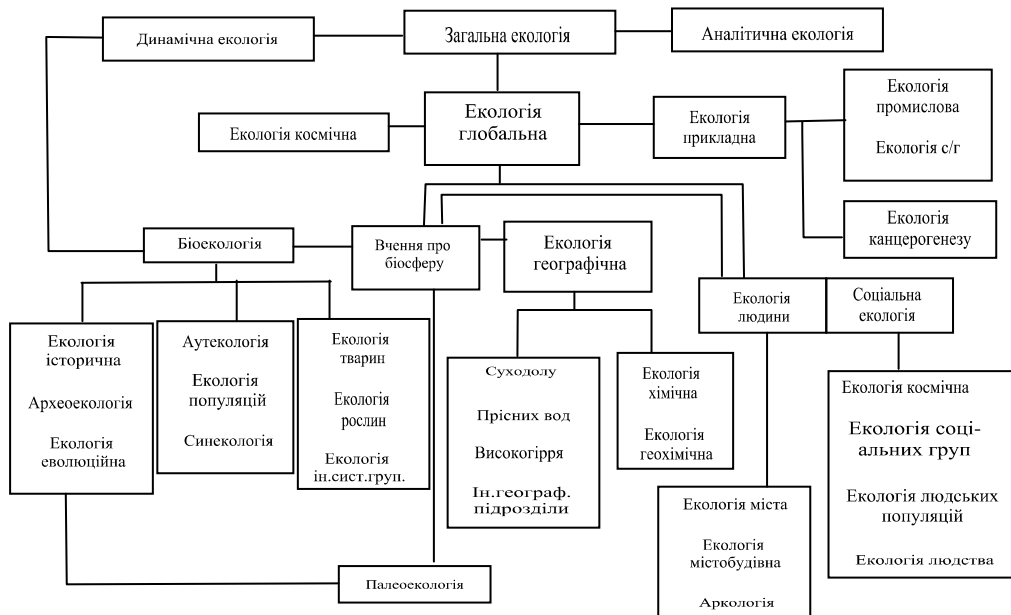 Динамічна екологія
Загальна екологія
Аналітична екологія
Екологія космічна
Екологія
глобальна
Екологія
прикладна
Екологія
промислова
Екологія с/г
Екологія
канцерогенезу
Біоекологія
Вчення про
біосферу
Екологія
географічна
Екологія
людини
Соціальна
екологія
Екологія
історична
Археоекологія
Екологія
еволюційна
Аутекологія
Екологія
популяцій
Синекологія
Екологія
тварин
Екологія
рослин
Екологія
ін.сист.груп.
Суходолу
Прісних вод
Високогірря
Ін.географ.
підрозділи
Екологія
хімічна
Екологія
геохімічна
Екологія міста
Екологія
містобудівна
Аркологія
Екологія космічна
Екологія соці-
альних груп
Екологія людських
популяцій
Екологія людства
Палеоекологія